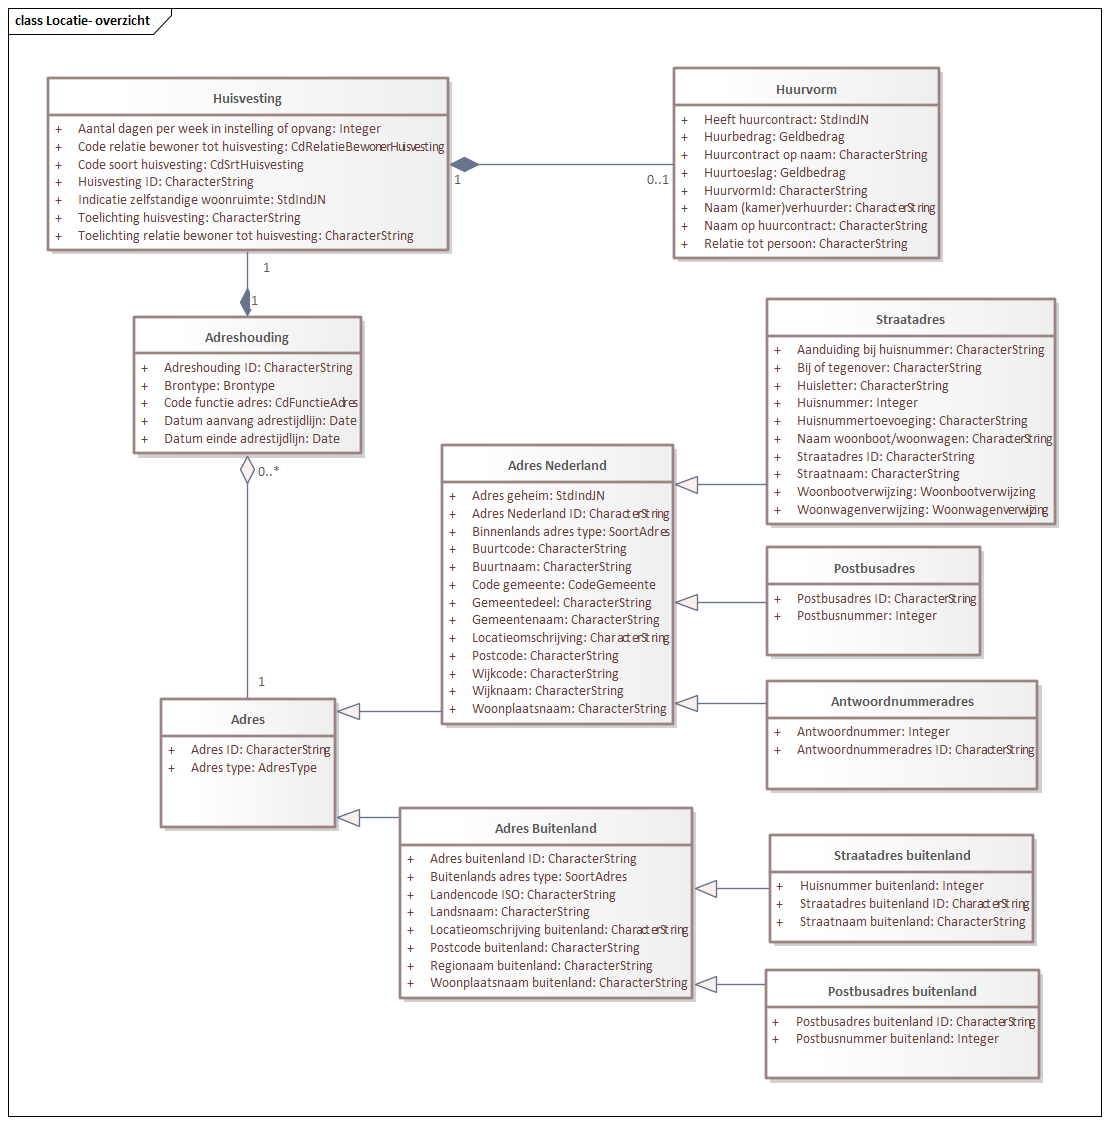 class Locatie- overzicht
Huisvesting
+ Aantal dagen per week in instelling of opvang: Integer
+ Code relatie bewoner tot huisvesting: CdRelatieBewonerHuisvesting
+ Code soort huisvesting: CdSrtHuisvesting
+ Huisvesting ID: CharacterString
+ Indicatie zelfstandige woonruimte: StdIndJN
+ Toelichting huisvesting: CharacterString
+ Toelichting relatie bewoner tot huisvesting: CharacterString
Huurvorm
+ Heeft huurcontract: StdIndJN
+ Huurbedrag: Geldbedrag
+ Huurcontract op naam: CharacterString
+ Huurtoeslag: Geldbedrag
+ HuurvormId: CharacterString
+ Naam (kamer)verhuurder: CharacterString
+ Naam op huurcontract: CharacterString
+ Relatie tot persoon: CharacterString
1
0..1
1
1
Adreshouding
+ Adreshouding ID: CharacterString
+ Brontype: Brontype
+ Code functie adres: CdFunctieAdres
+ Datum aanvang adrestijdlijn: Date
+ Datum einde adrestijdlijn: Date
0..*
1
Straatadres
+ Aanduiding bij huisnummer: CharacterString
+ Bij of tegenover: CharacterString
+ Huisletter: CharacterString
+ Huisnummer: Integer
+ Huisnummertoevoeging: CharacterString
+ Naam woonboot/woonwagen: CharacterString
+ Straatadres ID: CharacterString
+ Straatnaam: CharacterString
+ Woonbootverwijzing: Woonbootverwijzing
+ Woonwagenverwijzing: Woonwagenverwijzing
Adres Nederland
+ Adres geheim: StdIndJN
+ Adres Nederland ID: CharacterString
+ Binnenlands adres type: SoortAdres
+ Buurtcode: CharacterString
+ Buurtnaam: CharacterString
+ Code gemeente: CodeGemeente
+ Gemeentedeel: CharacterString
+ Gemeentenaam: CharacterString
+ Locatieomschrijving: CharacterString
+ Postcode: CharacterString
+ Wijkcode: CharacterString
+ Wijknaam: CharacterString
+ Woonplaatsnaam: CharacterString
Postbusadres
+ Postbusadres ID: CharacterString
+ Postbusnummer: Integer
Antwoordnummeradres
+ Antwoordnummer: Integer
+ Antwoordnummeradres ID: CharacterString
Adres
+ Adres ID: CharacterString
+ Adres type: AdresType
Adres Buitenland
+ Adres buitenland ID: CharacterString
+ Buitenlands adres type: SoortAdres
+ Landencode ISO: CharacterString
+ Landsnaam: CharacterString
+ Locatieomschrijving buitenland: CharacterString
+ Postcode buitenland: CharacterString
+ Regionaam buitenland: CharacterString
+ Woonplaatsnaam buitenland: CharacterString
Straatadres buitenland
+ Huisnummer buitenland: Integer
+ Straatadres buitenland ID: CharacterString
+ Straatnaam buitenland: CharacterString
Postbusadres buitenland
+ Postbusadres buitenland ID: CharacterString
+ Postbusnummer buitenland: Integer